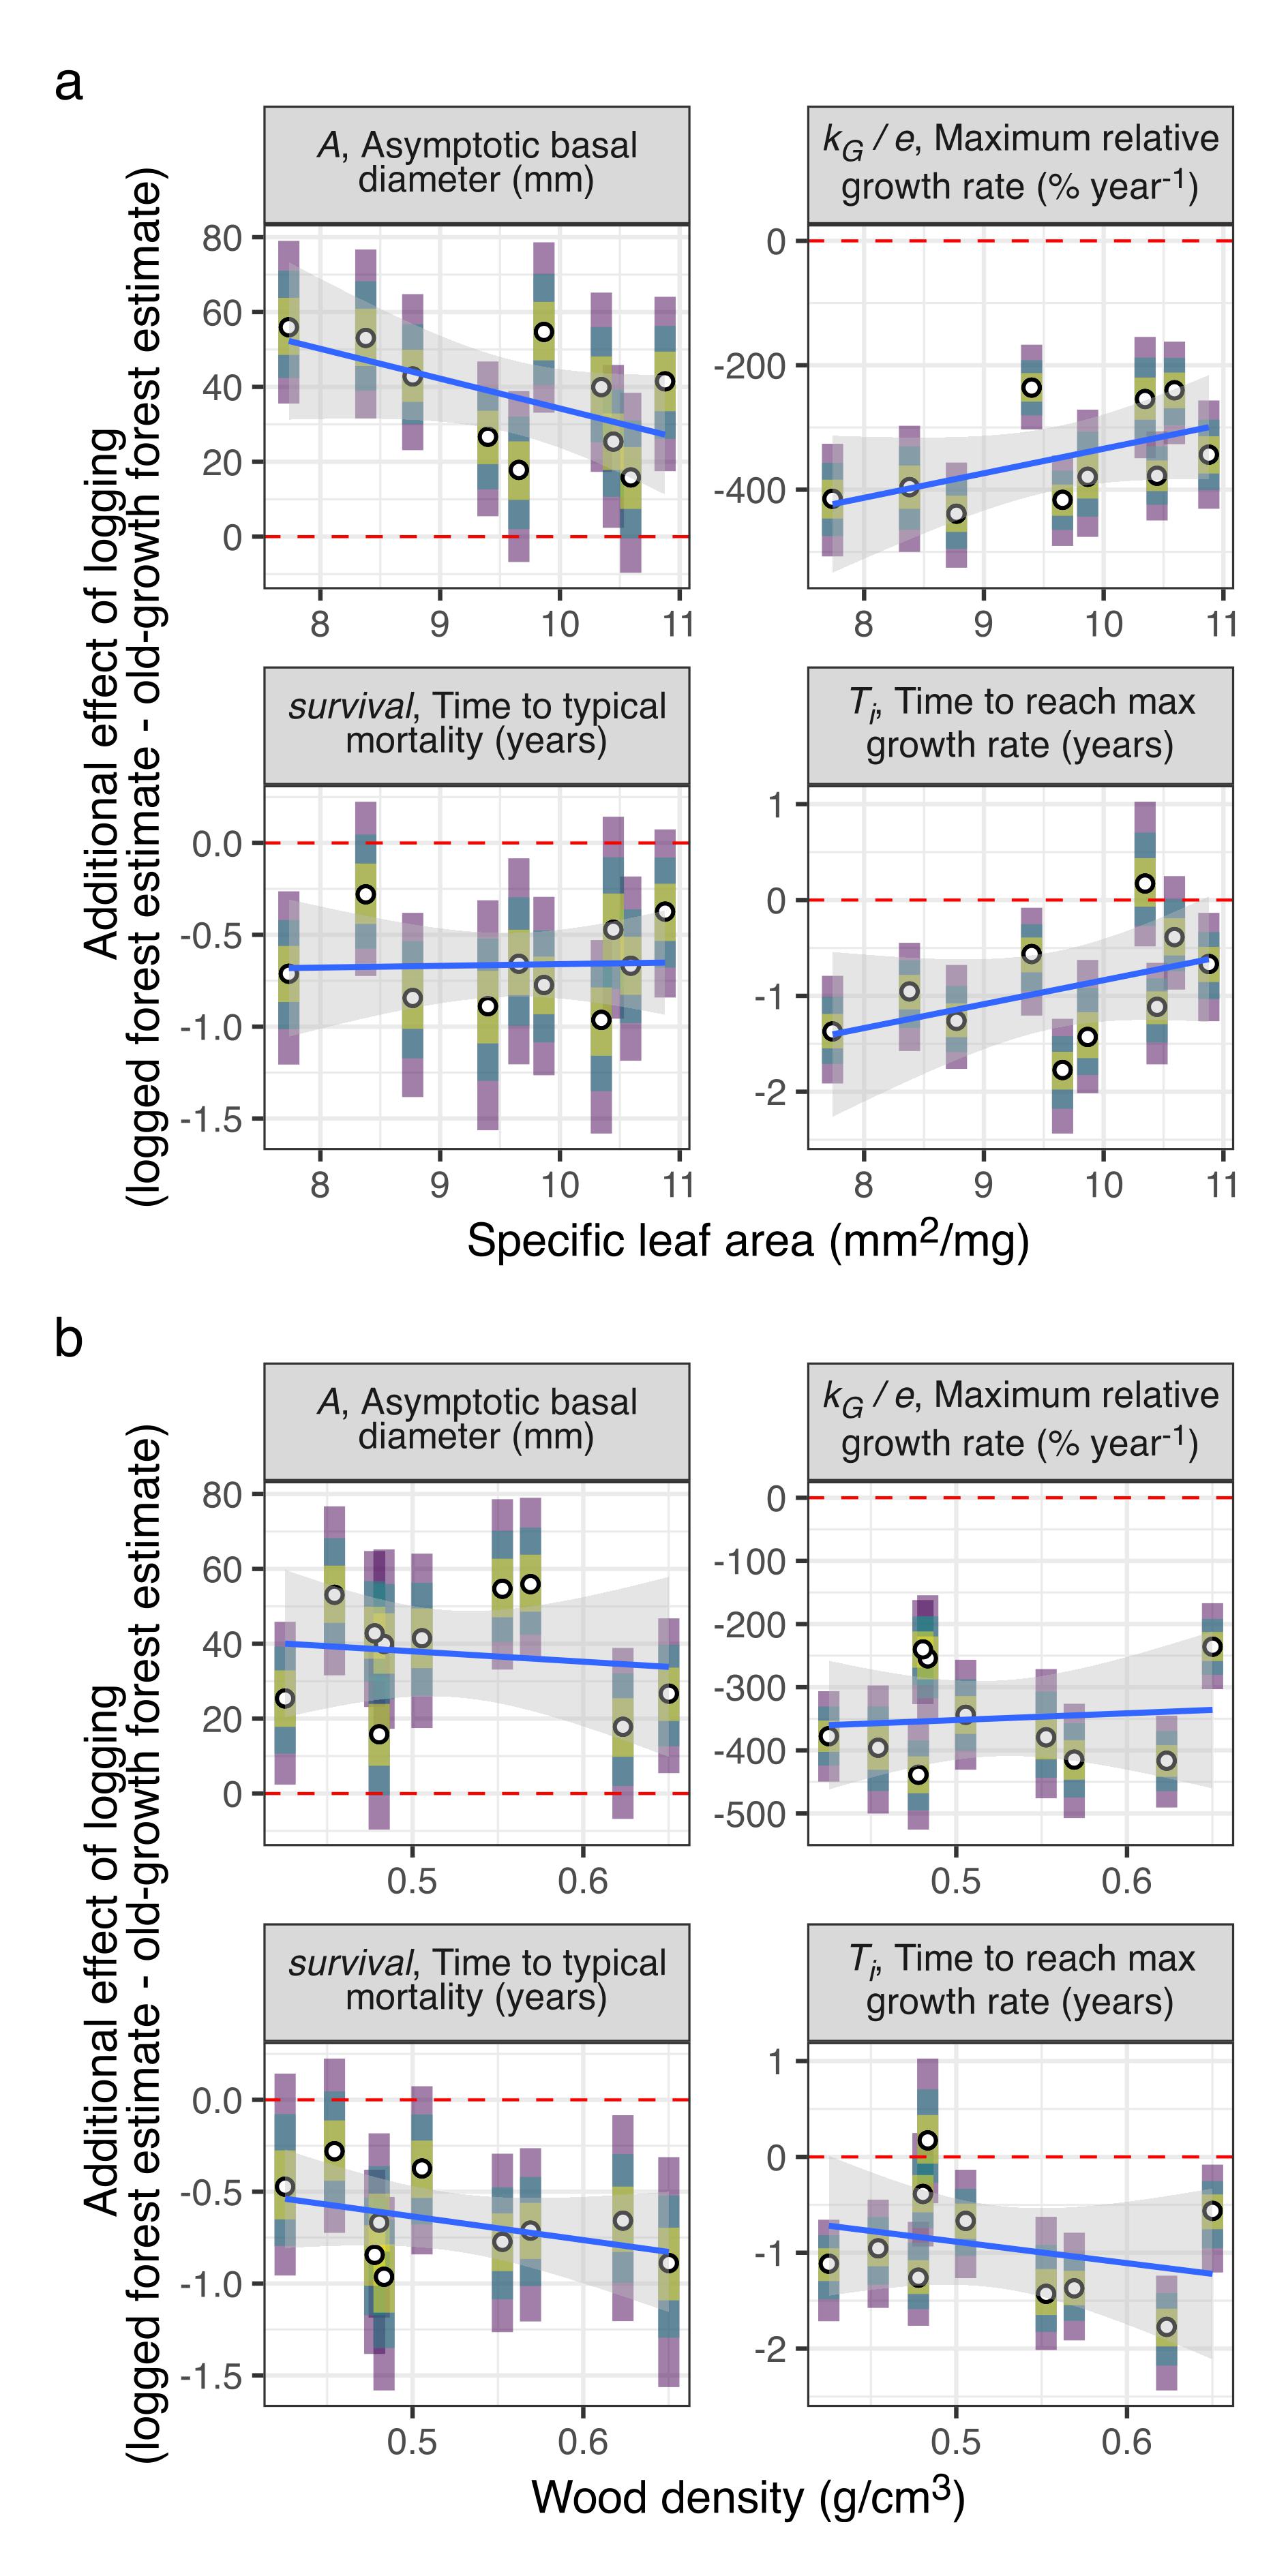 a
Additional effect of logging
(logged forest estimate - old-growth forest estimate)
A, Asymptotic basal
diameter (mm)
80
60
40
20
0
8 9 10 11
k_G / e, Maximum relative
growth rate (% year⁻¹)
0
-200
-400
8 9 10 11
survival, Time to typical
mortality (years)
0.0
-0.5
-1.0
-1.5
8 9 10 11
T_i, Time to reach max
growth rate (years)
1
0
-1
-2
8 9 10 11
Specific leaf area (mm²/mg)
b
Additional effect of logging
(logged forest estimate - old-growth forest estimate)
A, Asymptotic basal
diameter (mm)
80
60
40
20
0
0.5 0.6
k_G / e, Maximum relative
growth rate (% year⁻¹)
0
-100
-200
-300
-400
-500
0.5 0.6
survival, Time to typical
mortality (years)
0.0
-0.5
-1.0
-1.5
0.5 0.6
T_i, Time to reach max
growth rate (years)
1
0
-1
-2
0.5 0.6
Wood density (g/cm³)